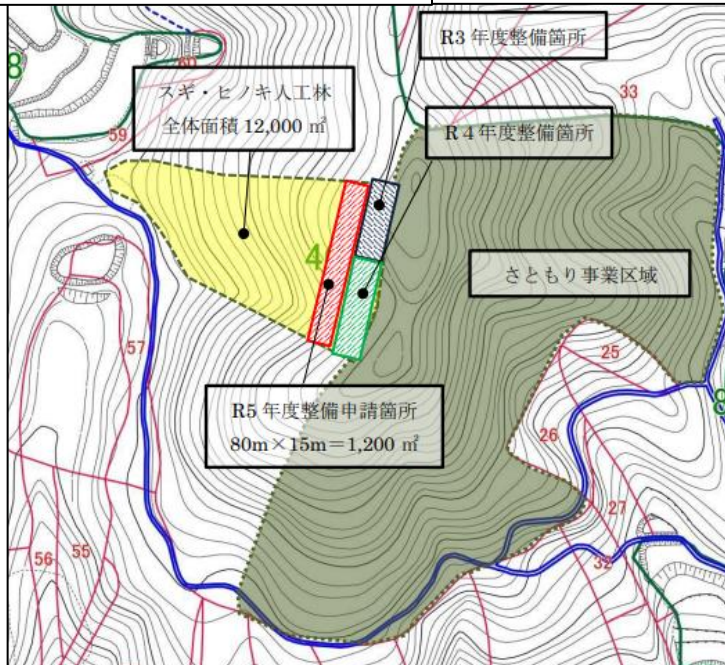 R3 年度整備箇所
8
60
スギ・ヒノキ人工林
全体面積 12,000 ㎡
33
R４年度整備箇所
59
4
さともり事業区域
57
25
R5 年度整備申請箇所
80m×15m＝1,200 ㎡
8
26
27
56
55
32